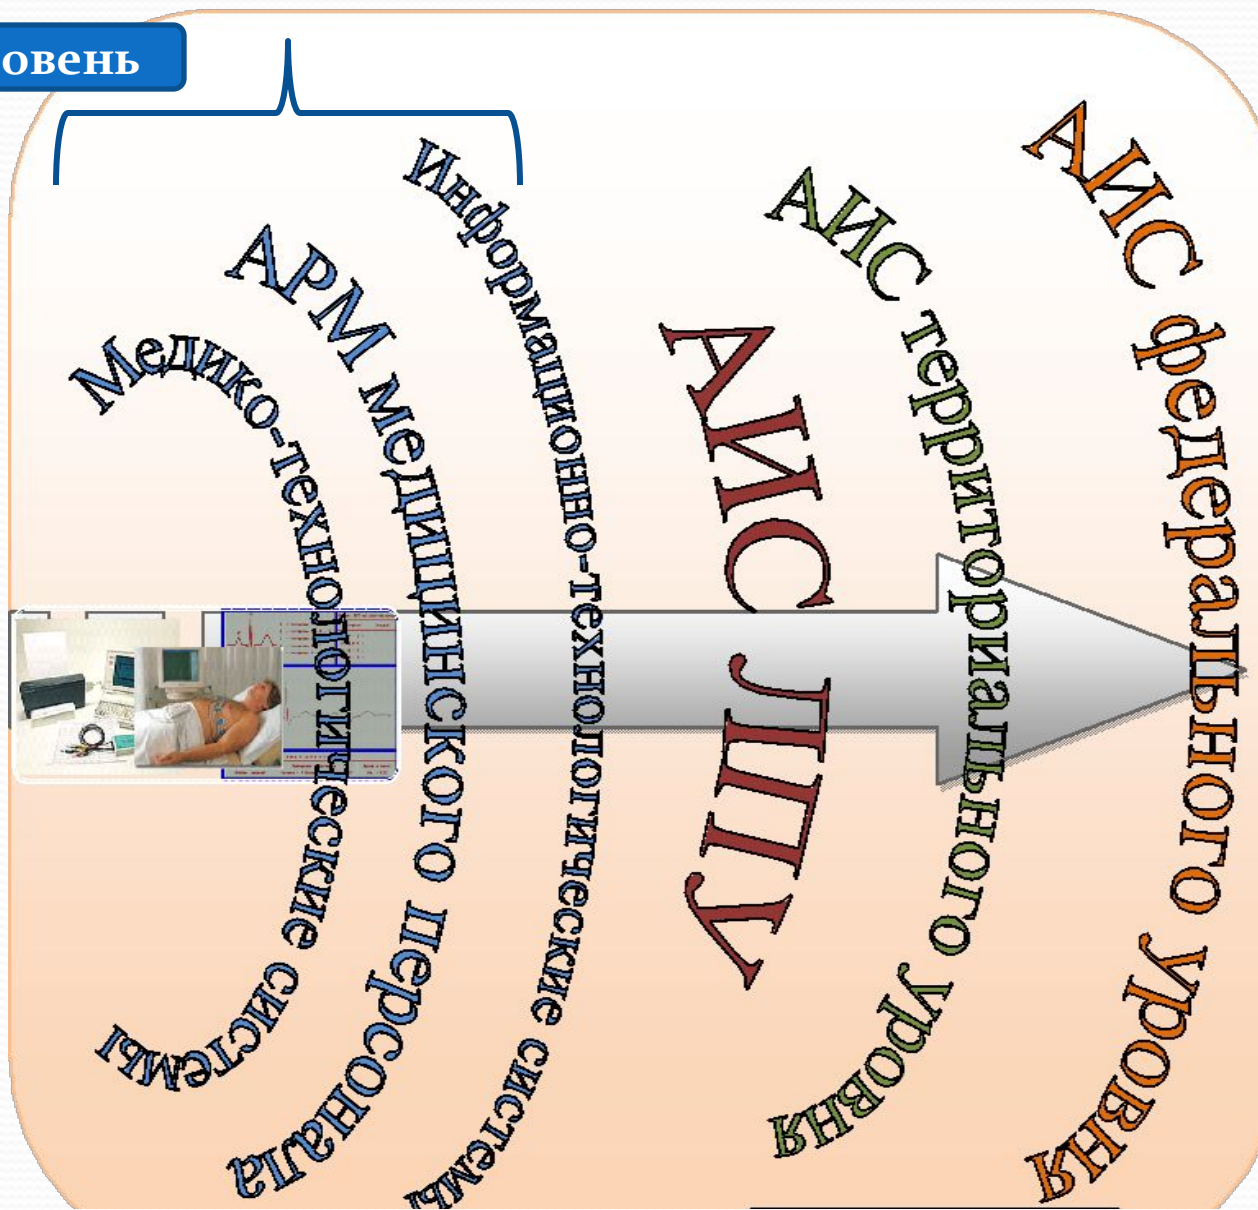 овень
Медико-технологические системы
АРМ медицинского персонала
Информационно-технологические системы
АИС ЛПУ
АИС территориального уровня
АИС федерального уровня